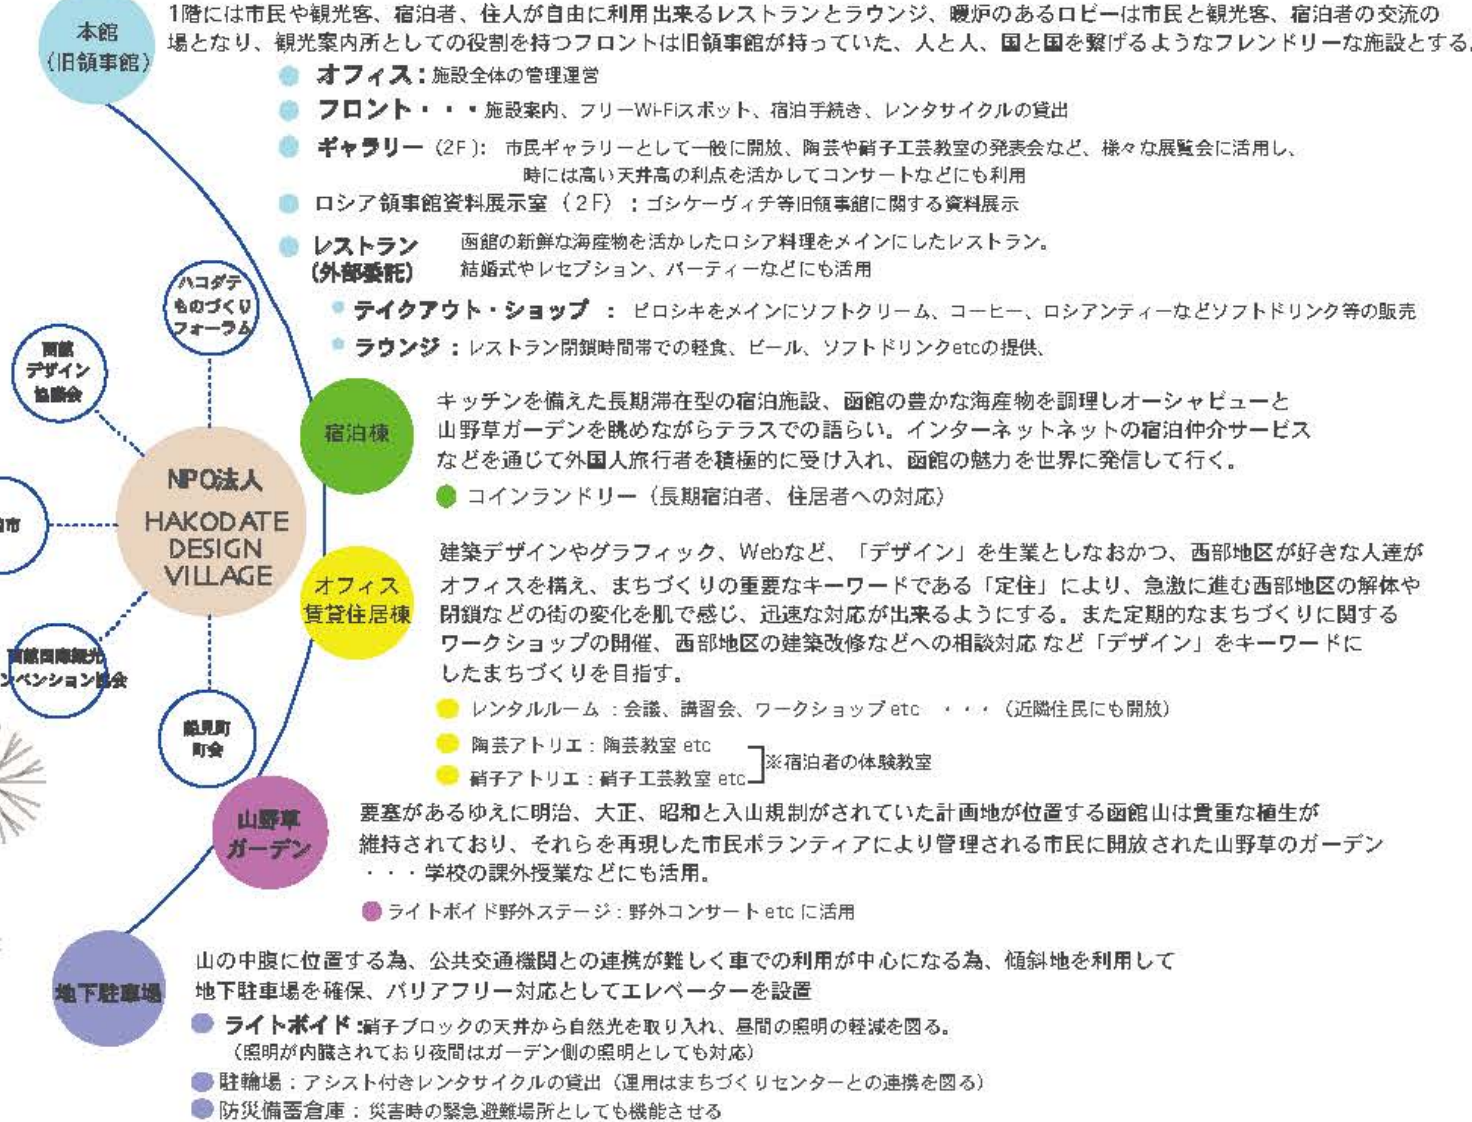 本館
(旧領事館)
1階には市民や観光客、宿泊者、住人が自由に利用出来るレストランとラウンジ、暖炉のあるロビーは市民と観光客、宿泊者の交流の
場となり、観光案内所としての役割を持つフロントは旧領事館が持っていた、人と人、国と国を繋げるようなフレンドリーな施設とする。
オフィス：施設全体の管理運営
フロント・・・施設案内、フリーWi-Fiスポット、宿泊手続き、レンタサイクルの貸出
ギャラリー（2F）： 市民ギャラリーとして一般に開放、陶芸や硝子工芸教室の発表会など、様々な展覧会に活用し、
時には高い天井高の利点を活かしてコンサートなどにも利用
ロシア領事館資料展示室（2F）：ゴシケーヴィチ等旧領事館に関する資料展示
レストラン 函館の新鮮な海産物を活かしたロシア料理をメインにしたレストラン。
(外部委託) 結婚式やレセプション、パーティーなどにも活用
テイクアウト・ショップ ： ピロシキをメインにソフトクリーム、コーヒー、ロシアンティーなどソフトドリンク等の販売
ラウンジ：レストラン閉鎖時間帯での軽食、ビール、ソフトドリンクetcの提供、
ハコダテ
ものづくり
フォーラム
函館
デザイン
協議会
市
NPO法人
HAKODATE
DESIGN
VILLAGE
函館国際観光
ンベンション協会
船見町
町会
宿泊棟
キッチンを備えた長期滞在型の宿泊施設、函館の豊かな海産物を調理しオーシャビューと
山野草ガーデンを眺めながらテラスでの語らい。インターネットネットの宿泊仲介サービス
などを通じて外国人旅行者を積極的に受け入れ、函館の魅力を世界に発信して行く。
コインランドリー（長期宿泊者、住居者への対応）
オフィス
賃貸住居棟
建築デザインやグラフィック、Webなど、「デザイン」を生業としなおかつ、西部地区が好きな人達が
オフィスを構え、まちづくりの重要なキーワードである「定住」により、急激に進む西部地区の解体や
閉鎖などの街の変化を肌で感じ、迅速な対応が出来るようにする。また定期的なまちづくりに関する
ワークショップの開催、西部地区の建築改修などへの相談対応 など「デザイン」をキーワードに
したまちづくりを目指す。
レンタルルーム ：会議、講習会、ワークショップ etc ・・・（近隣住民にも開放）
陶芸アトリエ：陶芸教室 etc
硝子アトリエ：硝子工芸教室 etc
※宿泊者の体験教室
山野草
ガーデン
要塞があるゆえに明治、大正、昭和と入山規制がされていた計画地が位置する函館山は貴重な植生が
維持されており、それらを再現した市民ボランティアにより管理される市民に開放された山野草のガーデン
・・・学校の課外授業などにも活用。
ライトボイド野外ステージ：野外コンサート etc に活用
地下駐車場
山の中腹に位置する為、公共交通機関との連携が難しく車での利用が中心になる為、傾斜地を利用して
地下駐車場を確保、バリアフリー対応としてエレベーターを設置
ライトボイド：硝子ブロックの天井から自然光を取り入れ、昼間の照明の軽減を図る。
（照明が内臓されており夜間はガーデン側の照明としても対応）
駐輪場：アシスト付きレンタサイクルの貸出（運用はまちづくりセンターとの連携を図る）
防災備蓄倉庫：災害時の緊急避難場所としても機能させる